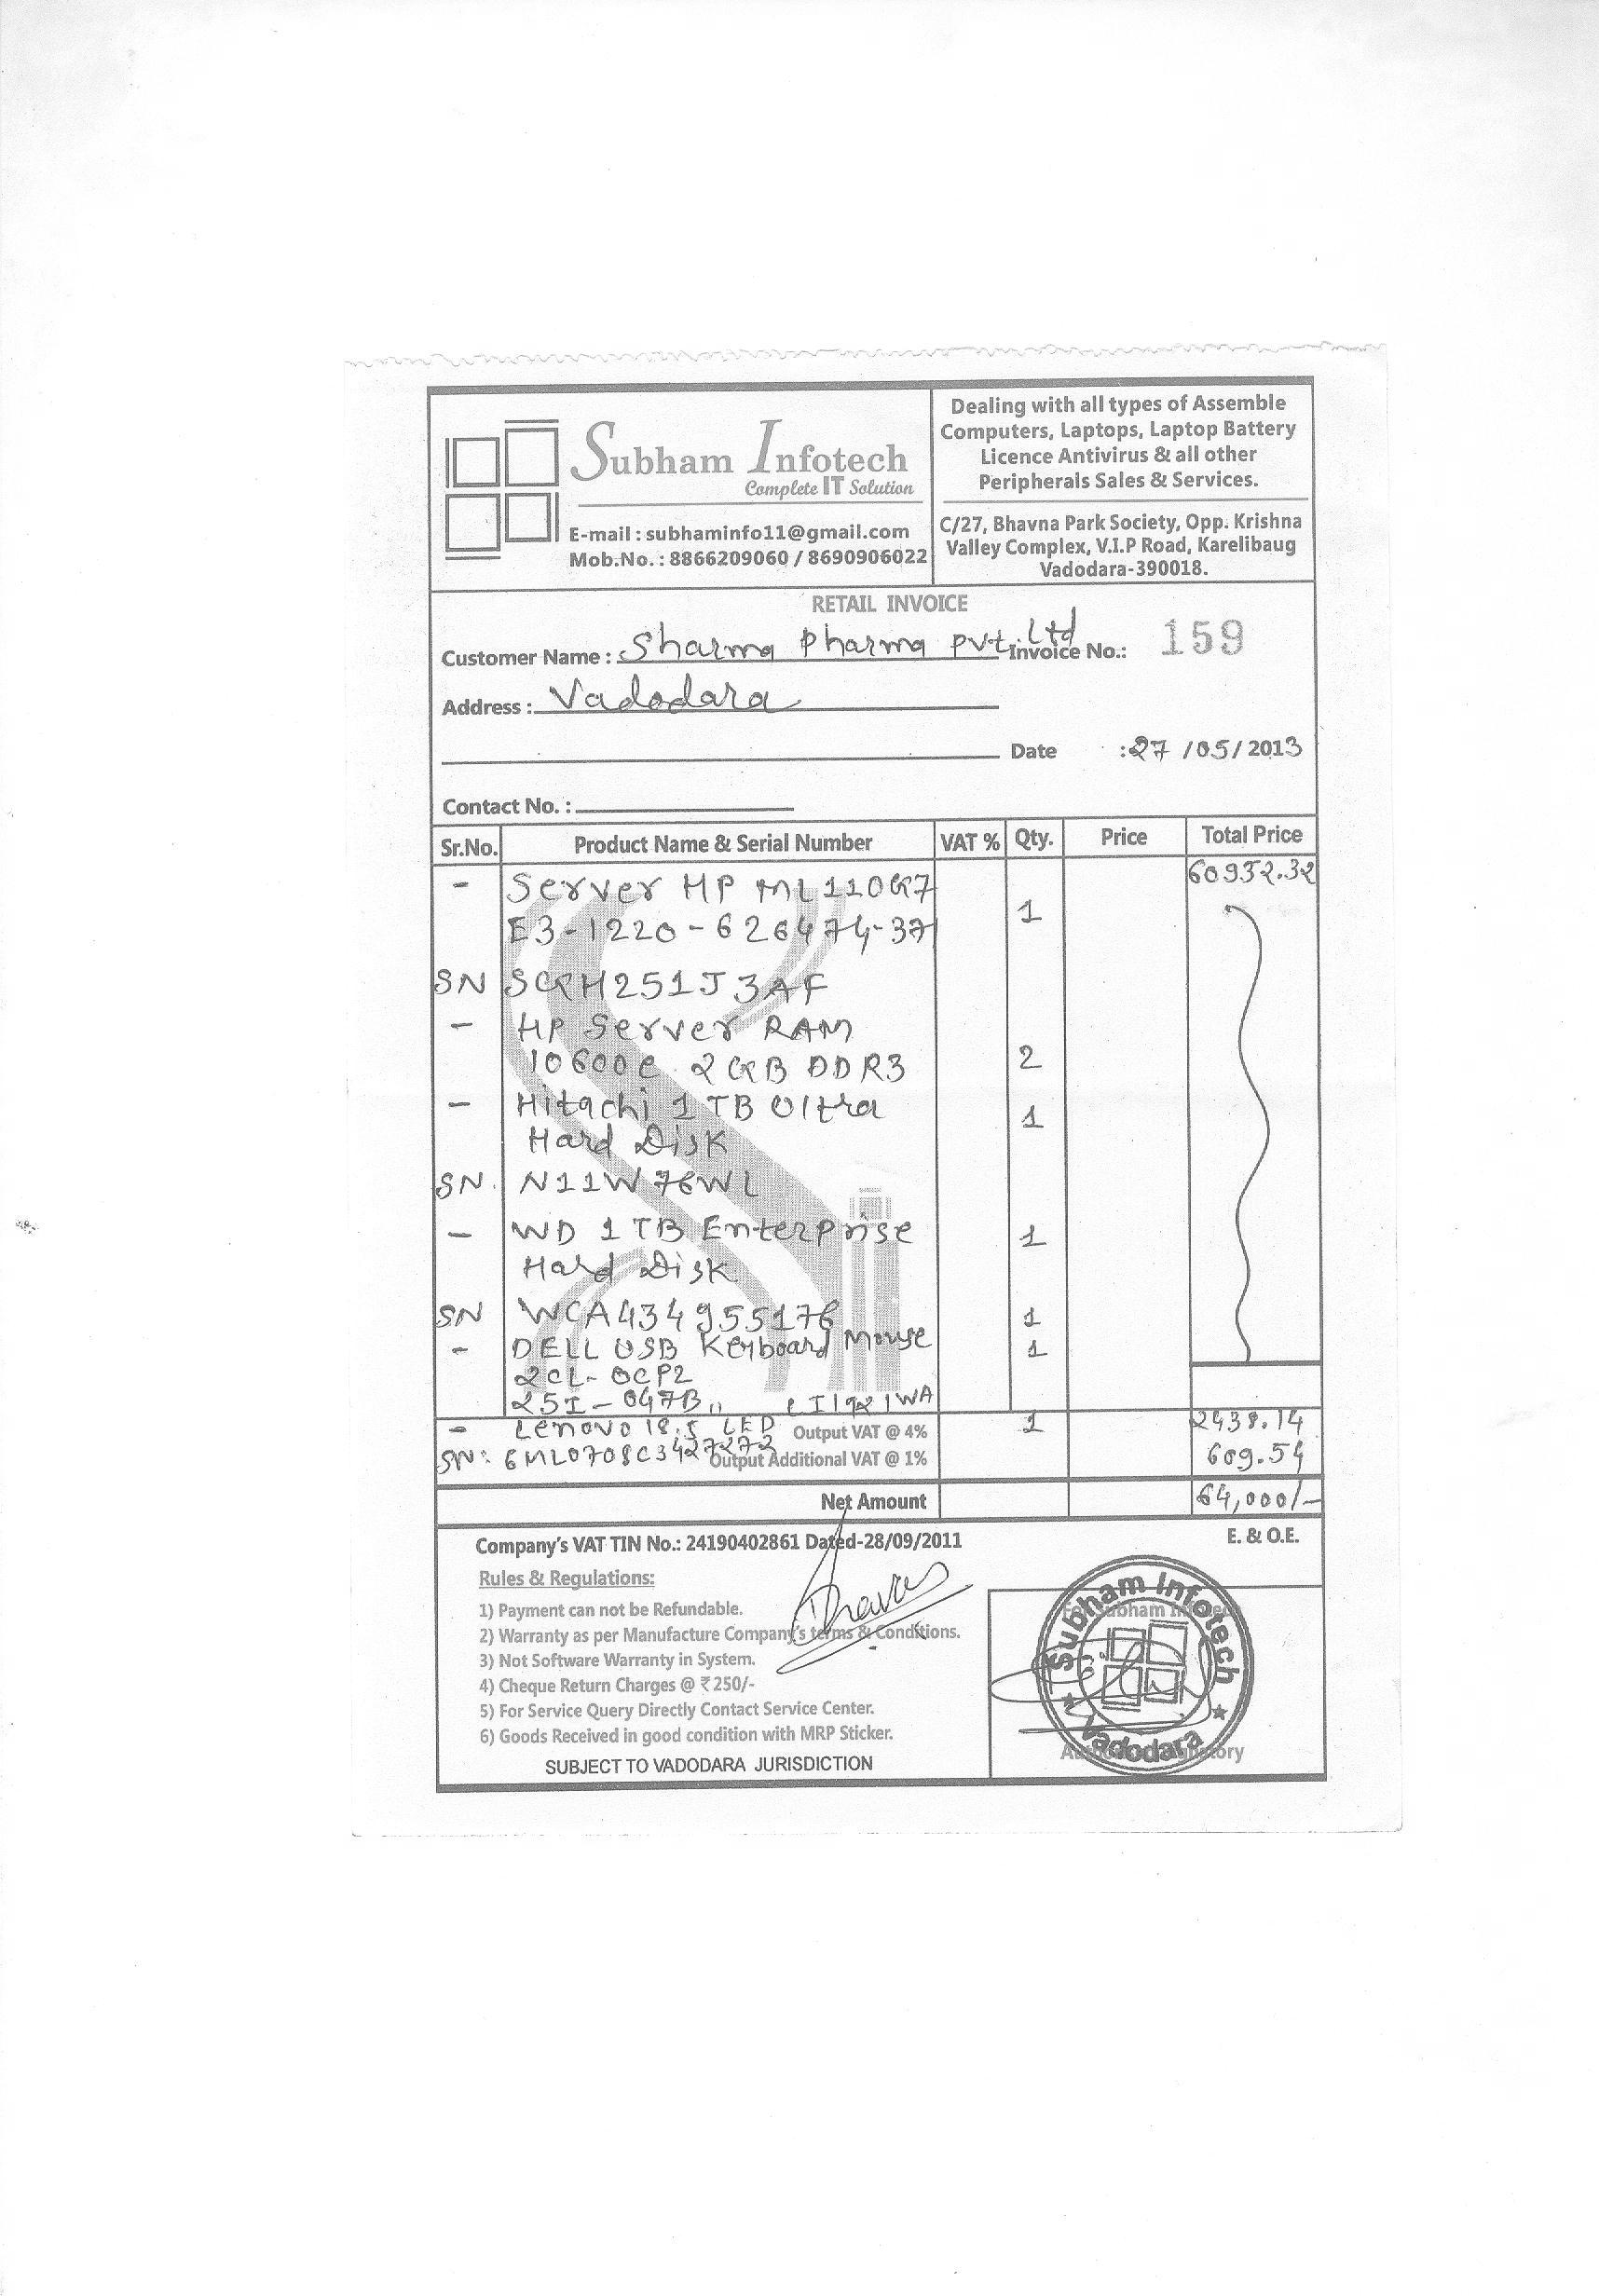 Subham Infotech
Complete IT Solution
E-mail : subhaminfo11@gmail.com
Mob.No. : 8866209060 / 8690906022
Dealing with all types of Assemble
Computers, Laptops, Laptop Battery
Licence Antivirus & all other
Peripherals Sales & Services.
C/27, Bhavna Park Society, Opp. Krishna
Valley Complex, V.I.P Road, Karelibaug
Vadodara-390018.
RETAIL INVOICE
Customer Name : Sharma Pharma Pvt. Ltd Invoice No.: 159
Address : Vadodara
Date : 27/05/2013
Contact No. :
Sr.No. Product Name & Serial Number VAT % Qty. Price Total Price
- Server HP ML110G7 60952.32
E3-1220-626474-37 1
SN SGH251J3AF
- HP Server RAM
10600e 2GB DDR3 2
- Hitachi 1 TB Ultra 1
Hard Disk
SN. N11W76WL
- WD 1 TB Enterprise 1
Hard Disk
SN WCA434955176 1
- DELL USB Keyboard Mouse 1
2CL-0CP2
25I-047B,,
- Lenovo 18.5 LED Output VAT @ 4% 1 2438.14
SN: 6ML0708C3427272 Output Additional VAT @ 1% 609.54
Net Amount 64,000/-
Company's VAT TIN No.: 24190402861 Dated-28/09/2011 E. & O.E.
Rules & Regulations:
1) Payment can not be Refundable.
2) Warranty as per Manufacture Company's terms & Conditions.
3) Not Software Warranty in System.
4) Cheque Return Charges @ ₹ 250/-
5) For Service Query Directly Contact Service Center.
6) Goods Received in good condition with MRP Sticker.
SUBJECT TO VADODARA JURISDICTION
For Subham Infotech
Subham Infotech
Vadodara
Authorised Signatory